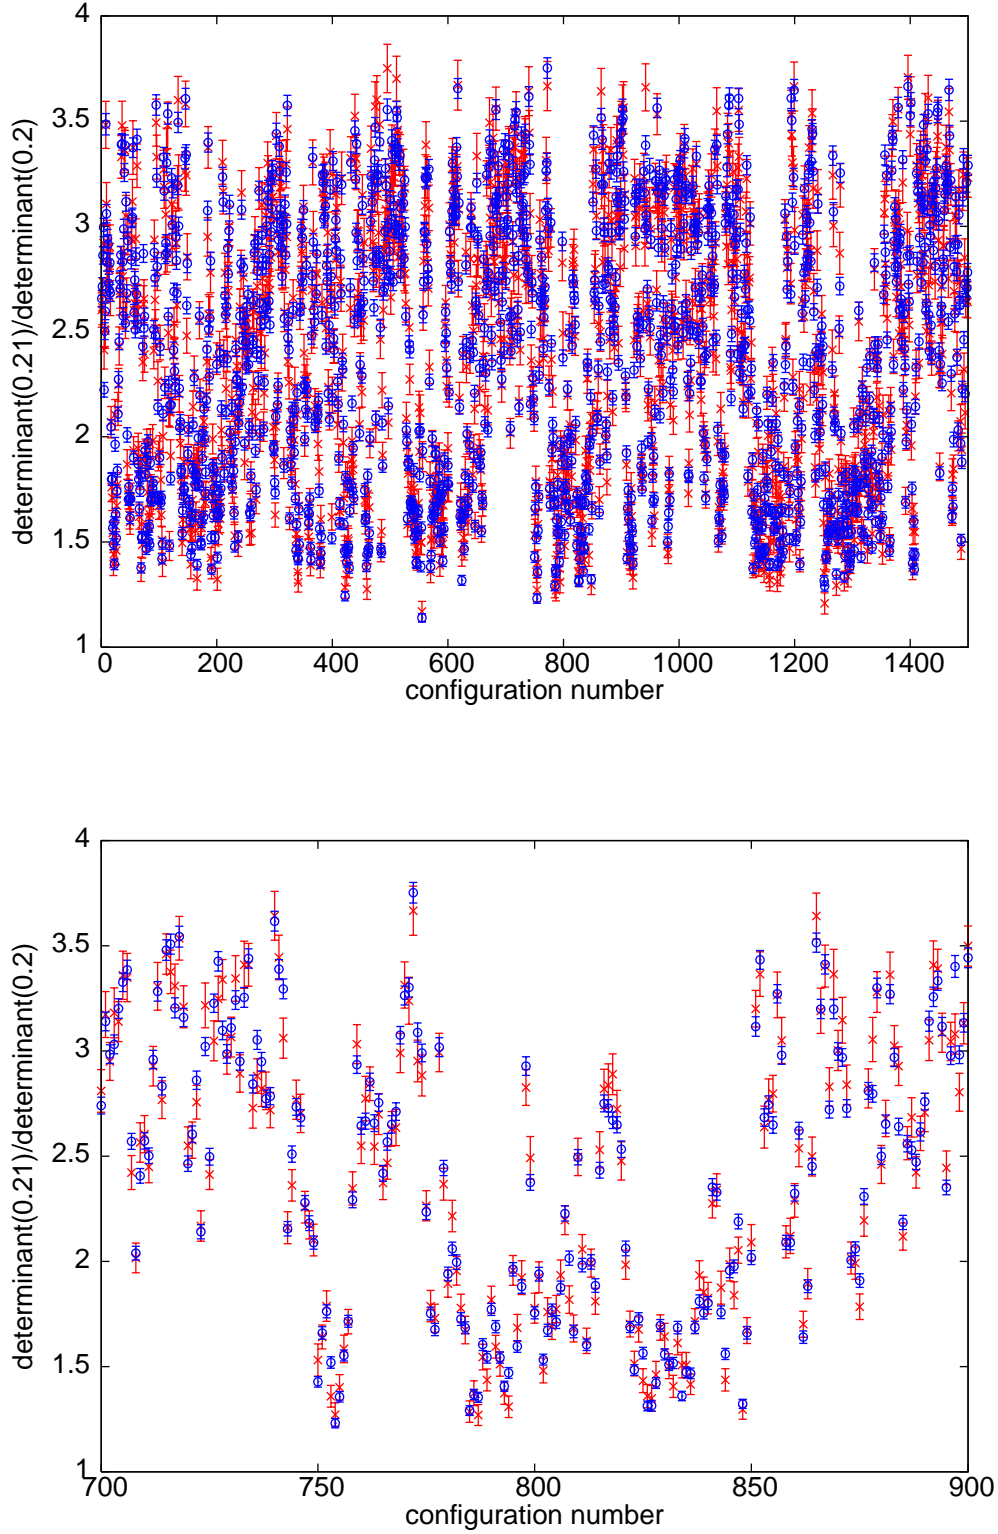 4
3.5
3
2.5
2
1.5
1
determinant(0.21)/determinant(0.2)
0 200 400 600 800 1000 1200 1400
configuration number
4
3.5
3
2.5
2
1.5
1
determinant(0.21)/determinant(0.2)
700 750 800 850 900
configuration number